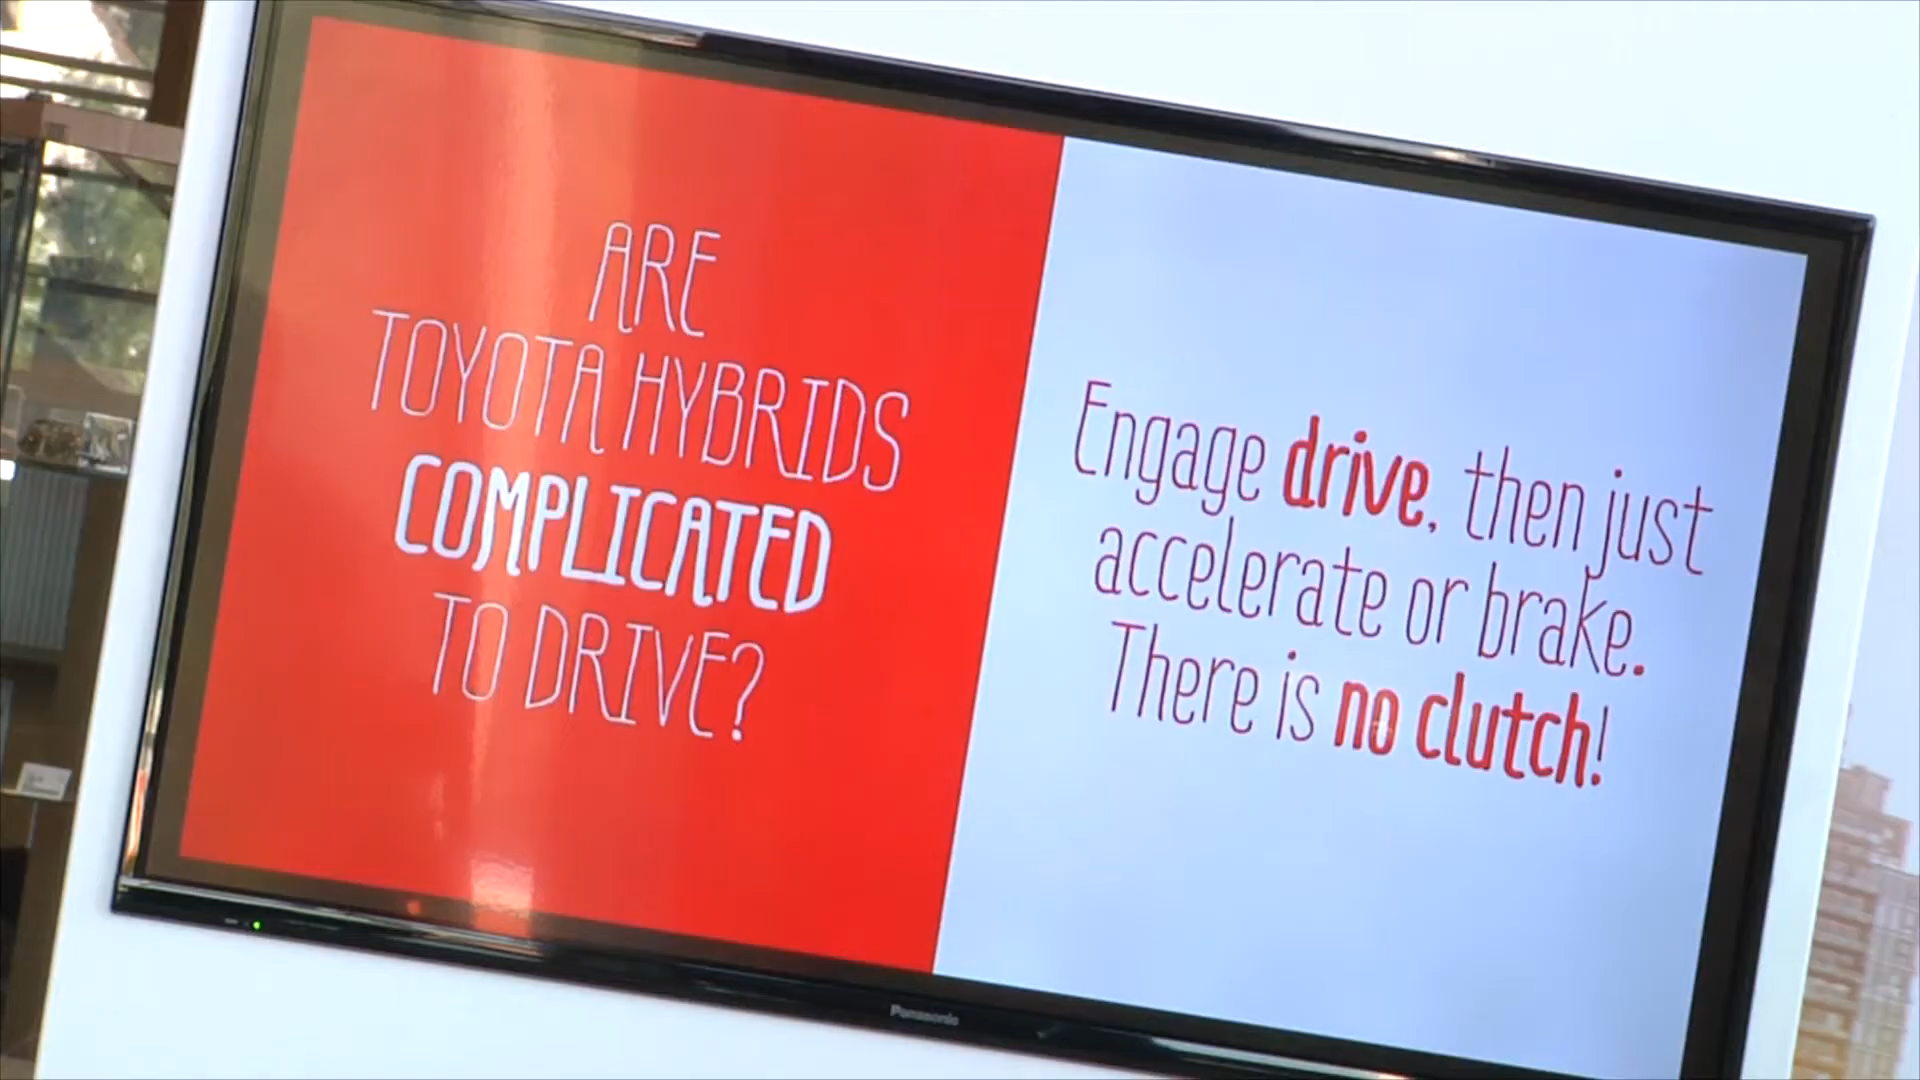 ARE
TOYOTA HYBRIDS
COMPLICATED
TO DRIVE?
Engage drive, then just
accelerate or brake.
There is no clutch!
Panasonic